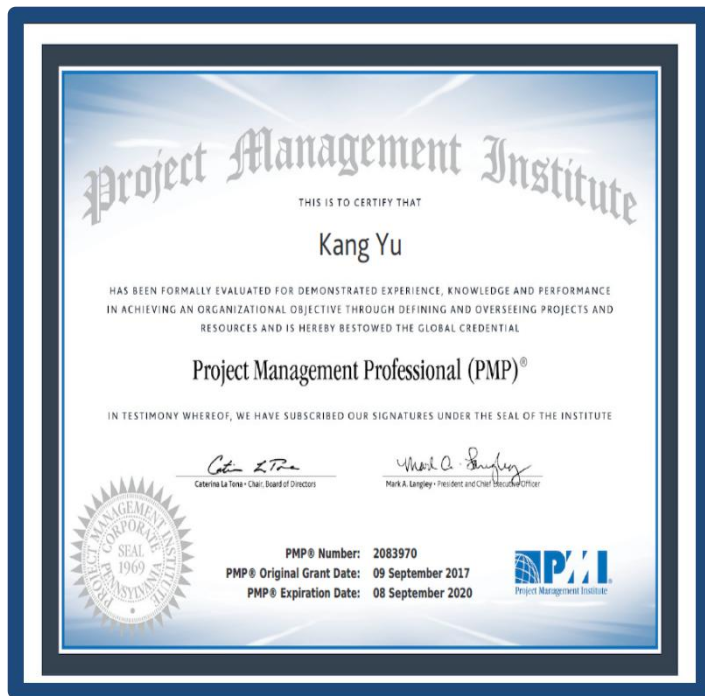 Project Management Institute
THIS IS TO CERTIFY THAT
Kang Yu
HAS BEEN FORMALLY EVALUATED FOR DEMONSTRATED EXPERIENCE, KNOWLEDGE AND PERFORMANCE
IN ACHIEVING AN ORGANIZATIONAL OBJECTIVE THROUGH DEFINING AND OVERSEEING PROJECTS AND
RESOURCES AND IS HEREBY BESTOWED THE GLOBAL CREDENTIAL
Project Management Professional (PMP)®
IN TESTIMONY WHEREOF, WE HAVE SUBSCRIBED OUR SIGNATURES UNDER THE SEAL OF THE INSTITUTE
Mark A. Langley
Caterina La Tona • Chair, Board of Directors
Mark A. Langley • President and Chief Executive Officer
PROJECT MANAGEMENT INSTITUTE
CORPORATE
SEAL
1969
PENNSYLVANIA
PMP® Number: 2083970
PMP® Original Grant Date: 09 September 2017
PMP® Expiration Date: 08 September 2020
PMI
Project Management Institute